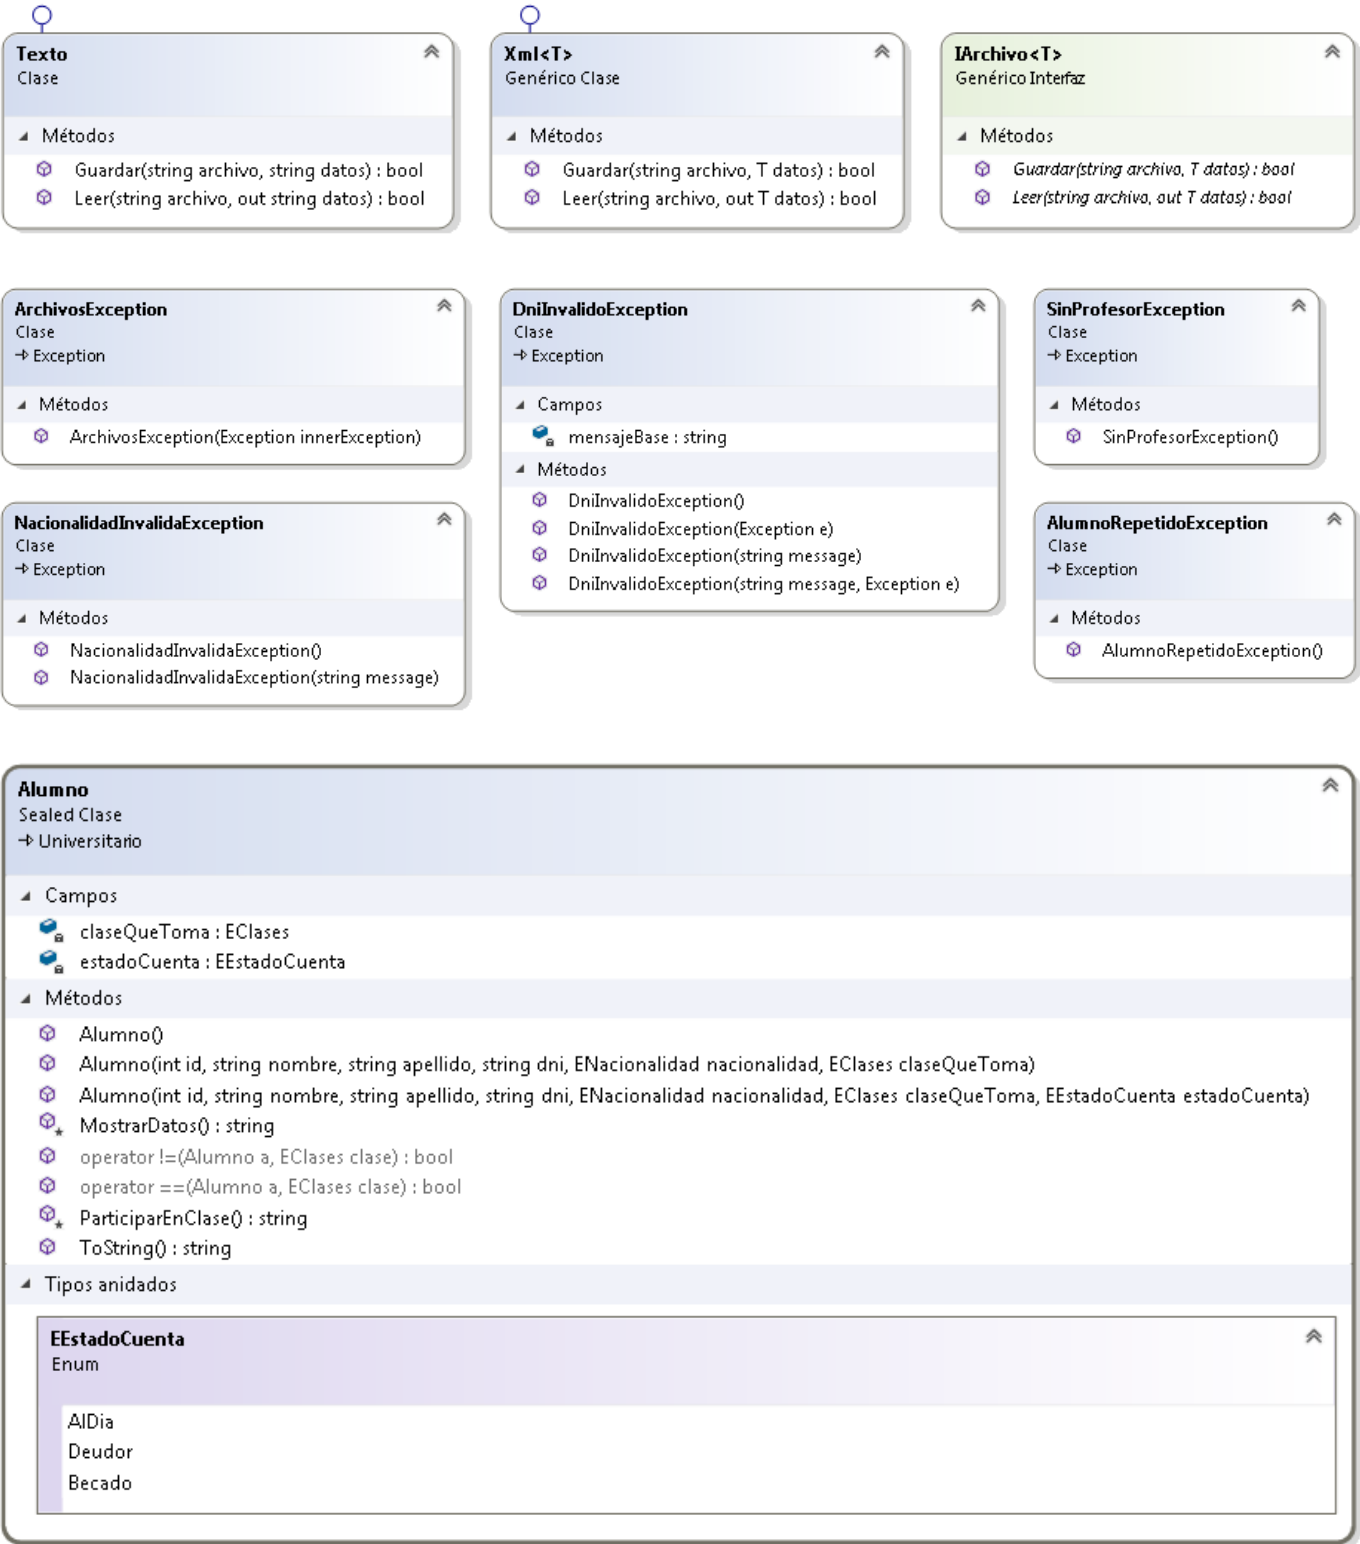 Texto
Clase
Métodos
Guardar(string archivo, string datos) : bool
Leer(string archivo, out string datos) : bool
Xml<T>
Genérico Clase
Métodos
Guardar(string archivo, T datos) : bool
Leer(string archivo, out T datos) : bool
IArchivo<T>
Genérico Interfaz
Métodos
Guardar(string archivo, T datos) : bool
Leer(string archivo, out T datos) : bool
ArchivosException
Clase
Exception
Métodos
ArchivosException(Exception innerException)
DniInvalidoException
Clase
Exception
Campos
mensajeBase : string
Métodos
DniInvalidoException()
DniInvalidoException(Exception e)
DniInvalidoException(string message)
DniInvalidoException(string message, Exception e)
SinProfesorException
Clase
Exception
Métodos
SinProfesorException()
NacionalidadInvalidaException
Clase
Exception
Métodos
NacionalidadInvalidaException()
NacionalidadInvalidaException(string message)
AlumnoRepetidoException
Clase
Exception
Métodos
AlumnoRepetidoException()
Alumno
Sealed Clase
Universitario
Campos
claseQueToma : EClases
estadoCuenta : EEstadoCuenta
Métodos
Alumno()
Alumno(int id, string nombre, string apellido, string dni, ENacionalidad nacionalidad, EClases claseQueToma)
Alumno(int id, string nombre, string apellido, string dni, ENacionalidad nacionalidad, EClases claseQueToma, EEstadoCuenta estadoCuenta)
MostrarDatos() : string
operator !=(Alumno a, EClases clase) : bool
operator ==(Alumno a, EClases clase) : bool
ParticiparEnClase() : string
ToString() : string
Tipos anidados
EEstadoCuenta
Enum
AlDia
Deudor
Becado